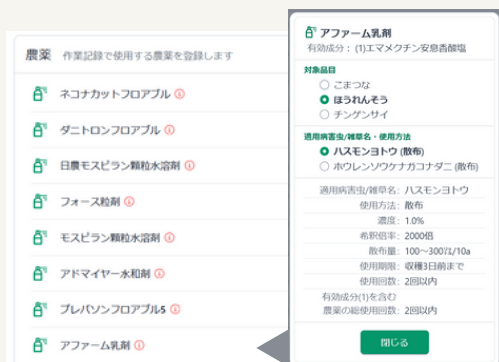 農薬 作業記録で使用する農薬を登録します
ネコナカットフロアブル
ダニトロンフロアブル
日農モスピラン顆粒水溶剤
フォース粒剤
モスピラン顆粒水溶剤
アドマイヤー水和剤
プレバソンフロアブル5
アファーム乳剤
アファーム乳剤
有効成分: (1)エマメクチン安息香酸塩
対象品目
こまつな
ほうれんそう
チンゲンサイ
適用病害虫/雑草名・使用方法
ハスモンヨトウ (散布)
ホウレンソウケナガコナダニ (散布)
適用病害虫/雑草名: ハスモンヨトウ
使用方法: 散布
濃度: 1.0%
希釈倍率: 2000倍
散布量: 100～300㍑/10a
使用期限: 収穫3日前まで
使用回数: 2回以内
有効成分(1)を含む
農薬の総使用回数: 2回以内
閉じる